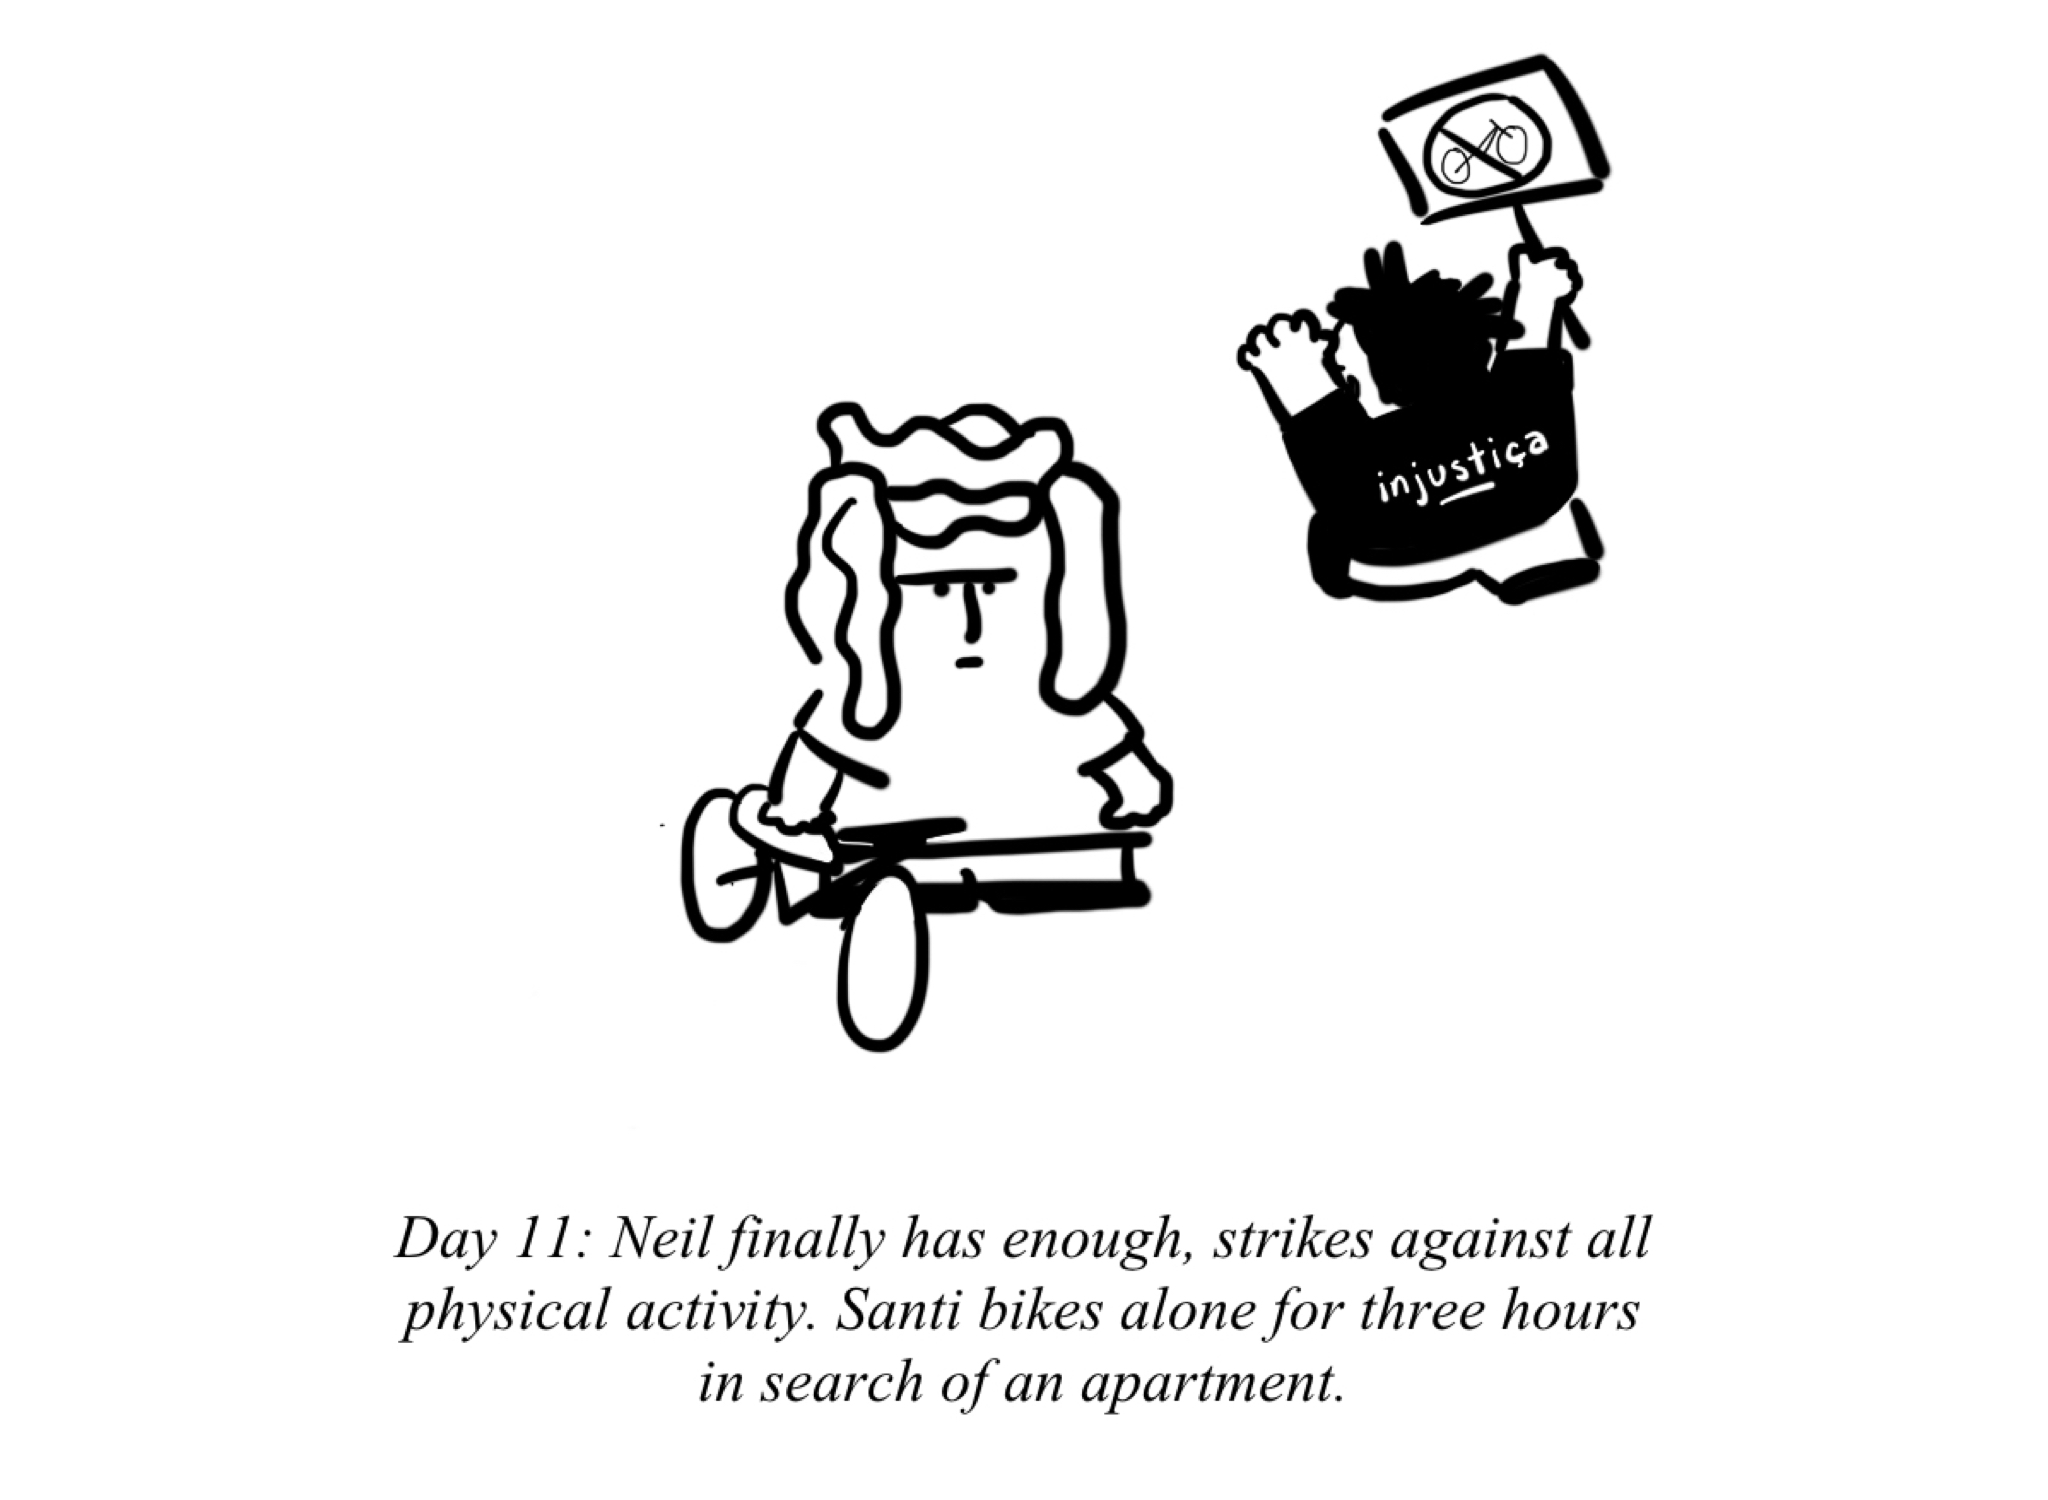 injustiça
Day 11: Neil finally has enough, strikes against all
physical activity. Santi bikes alone for three hours
in search of an apartment.